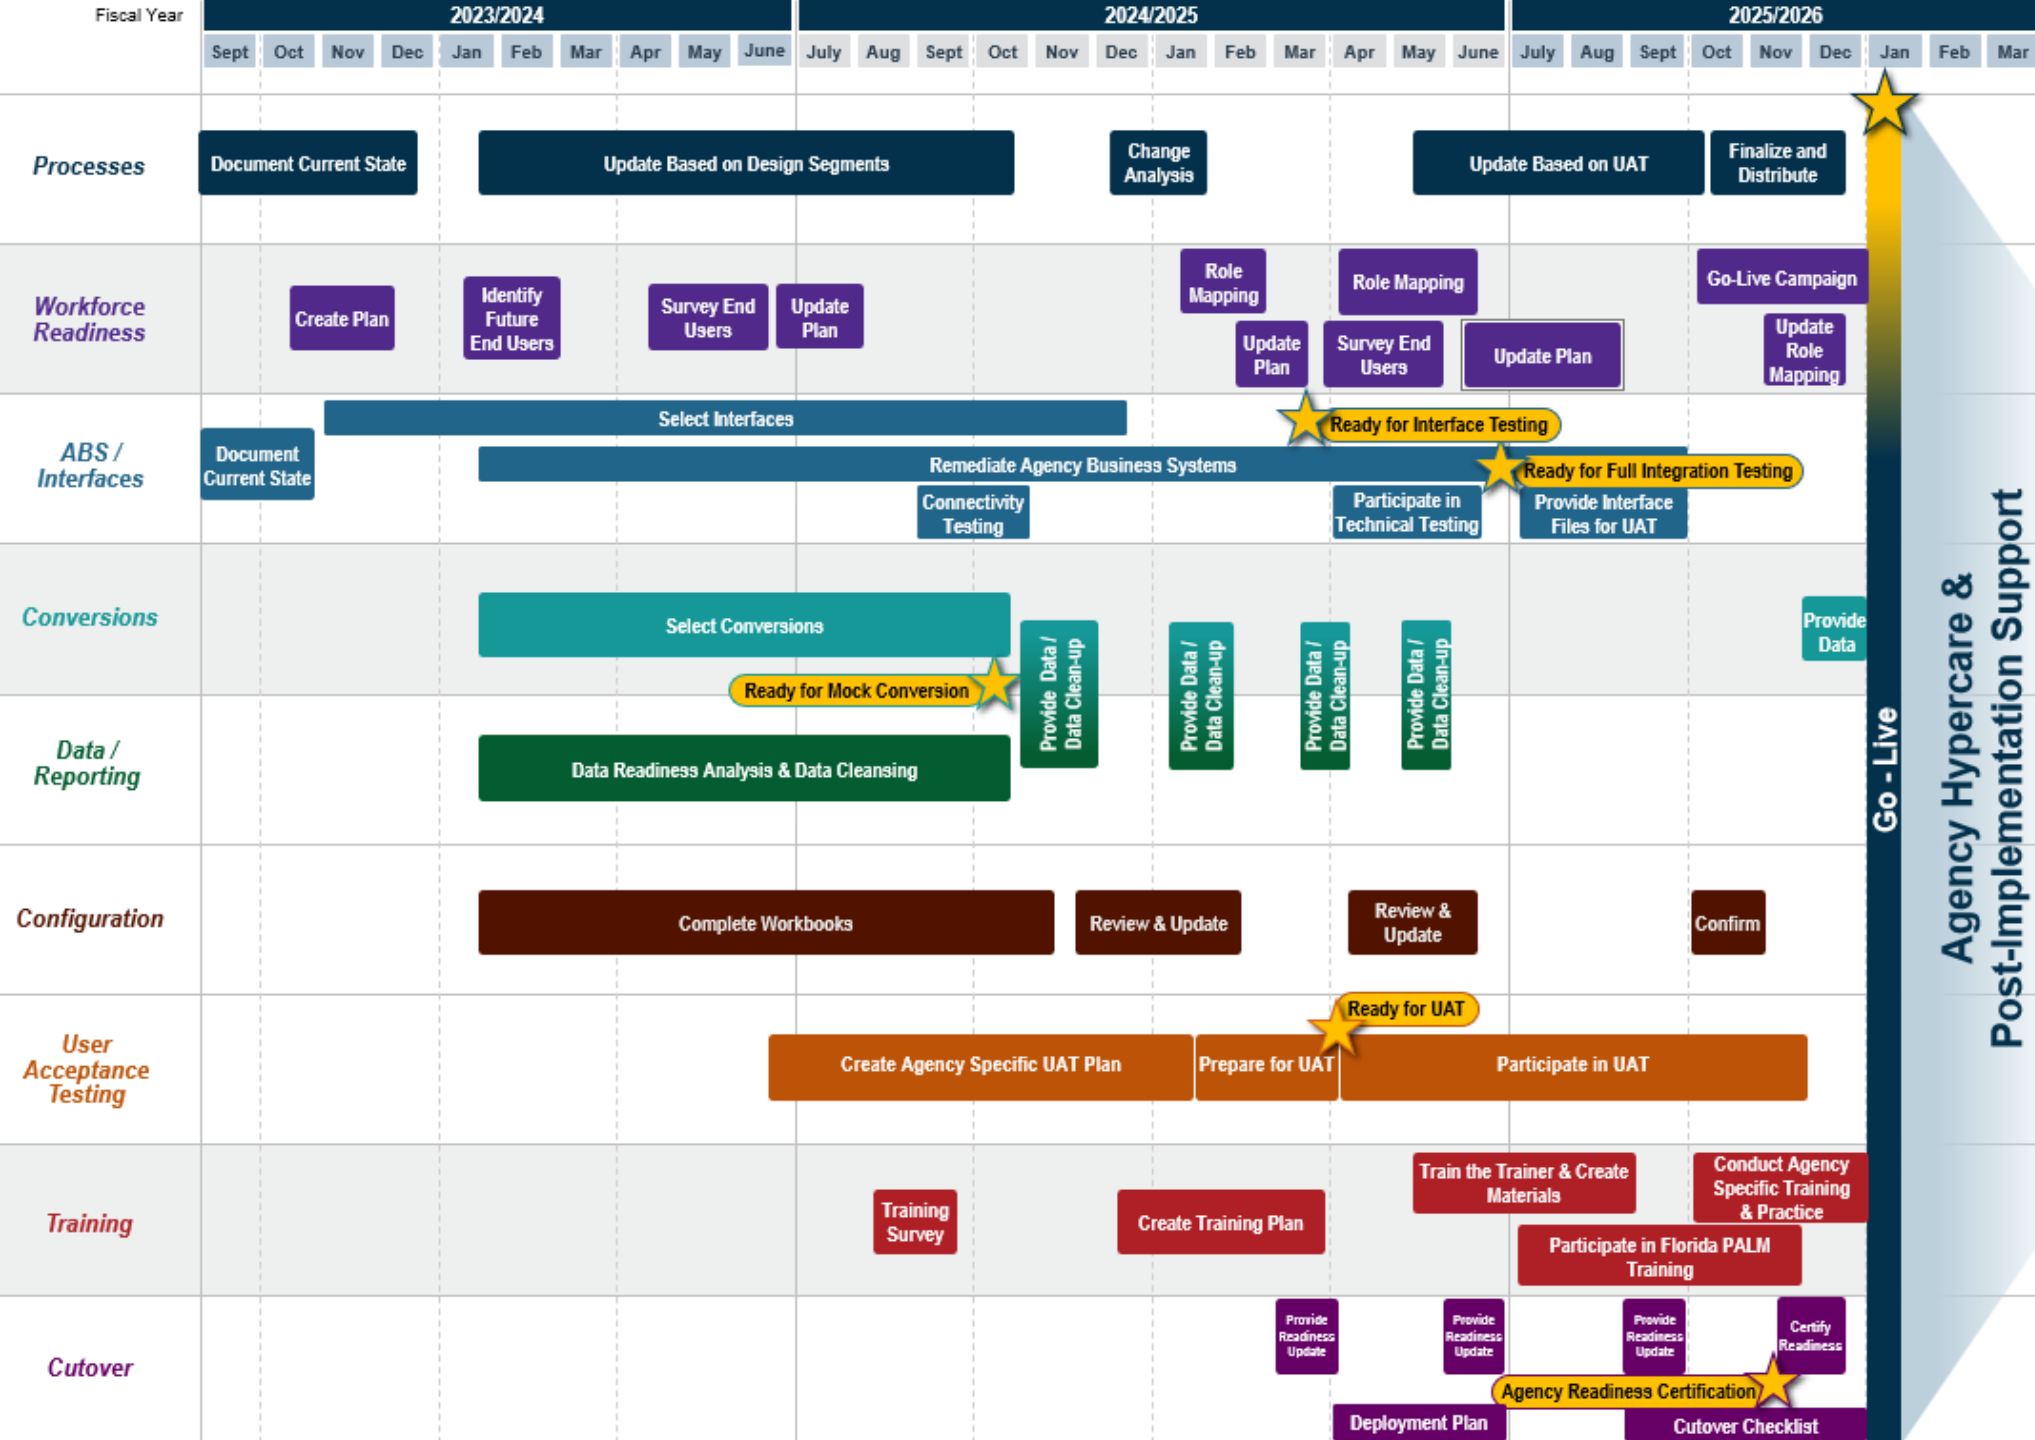 Fiscal Year
2023/2024
2024/2025
2025/2026
Sept Oct Nov Dec Jan Feb Mar Apr May June July Aug Sept Oct Nov Dec Jan Feb Mar Apr May June July Aug Sept Oct Nov Dec Jan Feb Mar
Processes
Document Current State
Update Based on Design Segments
Change
Analysis
Update Based on UAT
Finalize and
Distribute
Workforce
Readiness
Create Plan
Identify
Future
End Users
Survey End
Users
Update
Plan
Role
Mapping
Update
Plan
Role Mapping
Survey End
Users
Update Plan
Go-Live Campaign
Update
Role
Mapping
ABS /
Interfaces
Document
Current State
Select Interfaces
Ready for Interface Testing
Remediate Agency Business Systems
Ready for Full Integration Testing
Connectivity
Testing
Participate in
Technical Testing
Provide Interface
Files for UAT
Conversions
Select Conversions
Ready for Mock Conversion
Provide Data /
Data Clean-up
Provide Data /
Data Clean-up
Provide Data /
Data Clean-up
Provide Data /
Data Clean-up
Provide
Data
Data /
Reporting
Data Readiness Analysis & Data Cleansing
Configuration
Complete Workbooks
Review & Update
Review &
Update
Confirm
User
Acceptance
Testing
Ready for UAT
Create Agency Specific UAT Plan
Prepare for UAT
Participate in UAT
Training
Training
Survey
Create Training Plan
Train the Trainer & Create
Materials
Conduct Agency
Specific Training
& Practice
Participate in Florida PALM
Training
Cutover
Provide
Readiness
Update
Provide
Readiness
Update
Provide
Readiness
Update
Certify
Readiness
Agency Readiness Certification
Deployment Plan
Cutover Checklist
Go - Live
Agency Hypercare &
Post-Implementation Support